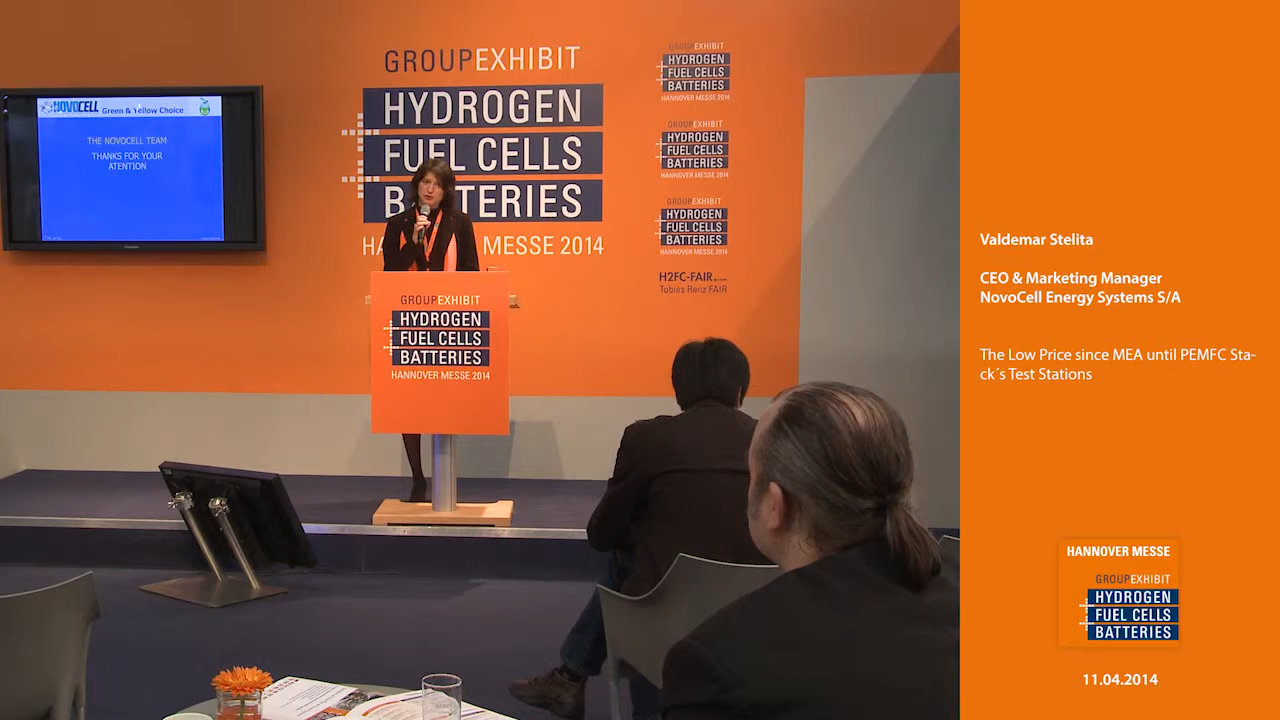 GROUPEXHIBIT
HYDROGEN
FUEL CELLS
BATTERIES
HANNOVER MESSE 2014
GROUPEXHIBIT
HYDROGEN
FUEL CELLS
BATTERIES
HANNOVER MESSE 2014
GROUPEXHIBIT
HYDROGEN
FUEL CELLS
BATTERIES
HANNOVER MESSE 2014
GROUPEXHIBIT
HYDROGEN
FUEL CELLS
BATTERIES
HANNOVER MESSE 2014
H2FC-FAIR.com
Tobias Renz FAIR
NOVOCELL Green & Yellow Choice
THE NOVOCELL TEAM
THANKS FOR YOUR
ATENTION
GROUPEXHIBIT
HYDROGEN
FUEL CELLS
BATTERIES
HANNOVER MESSE 2014
Valdemar Stelita
CEO & Marketing Manager
NovoCell Energy Systems S/A
The Low Price since MEA until PEMFC Sta-
ck´s Test Stations
HANNOVER MESSE
GROUPEXHIBIT
HYDROGEN
FUEL CELLS
BATTERIES
11.04.2014